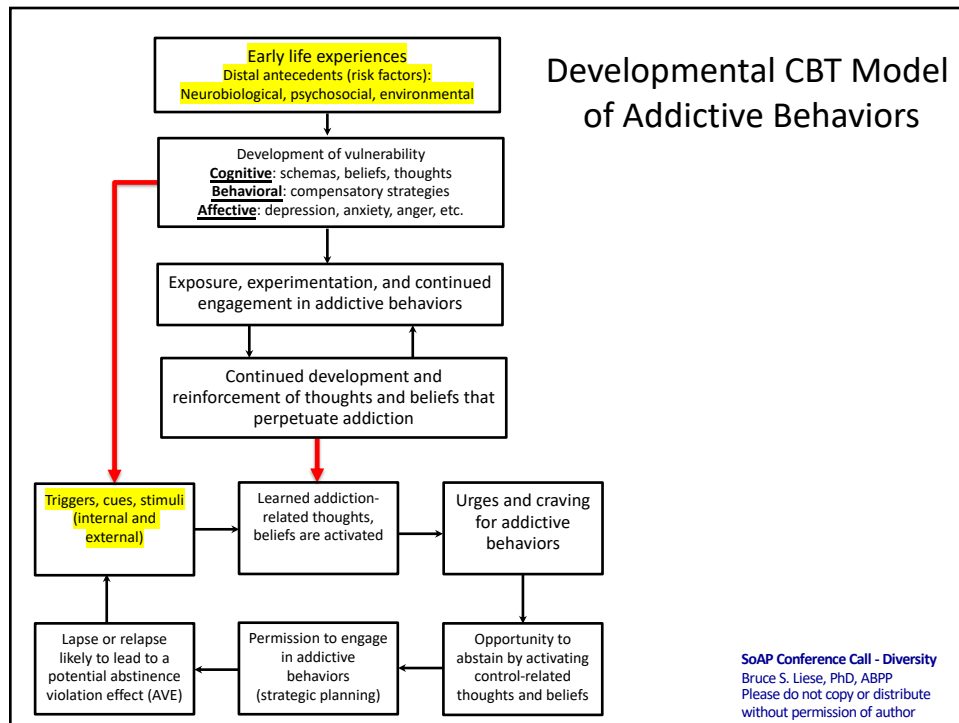 Developmental CBT Model
of Addictive Behaviors
Early life experiences
Distal antecedents (risk factors):
Neurobiological, psychosocial, environmental
Development of vulnerability
Cognitive: schemas, beliefs, thoughts
Behavioral: compensatory strategies
Affective: depression, anxiety, anger, etc.
Exposure, experimentation, and continued
engagement in addictive behaviors
Continued development and
reinforcement of thoughts and beliefs that
perpetuate addiction
Triggers, cues, stimuli
(internal and
external)
Learned addiction-
related thoughts,
beliefs are activated
Urges and craving
for addictive
behaviors
Lapse or relapse
likely to lead to a
potential abstinence
violation effect (AVE)
Permission to engage
in addictive
behaviors
(strategic planning)
Opportunity to
abstain by activating
control-related
thoughts and beliefs
SoAP Conference Call - Diversity
Bruce S. Liese, PhD, ABPP
Please do not copy or distribute
without permission of author